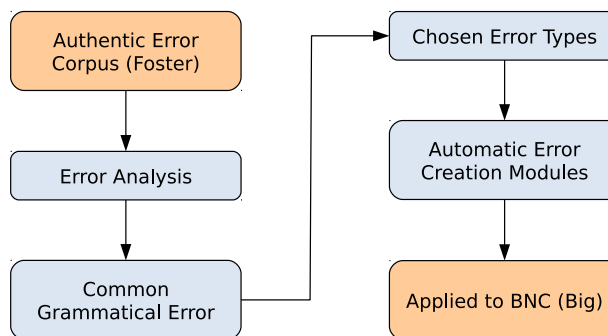 Authentic Error
Corpus (Foster)
Error Analysis
Common
Grammatical Error
Chosen Error Types
Automatic Error
Creation Modules
Applied to BNC (Big)